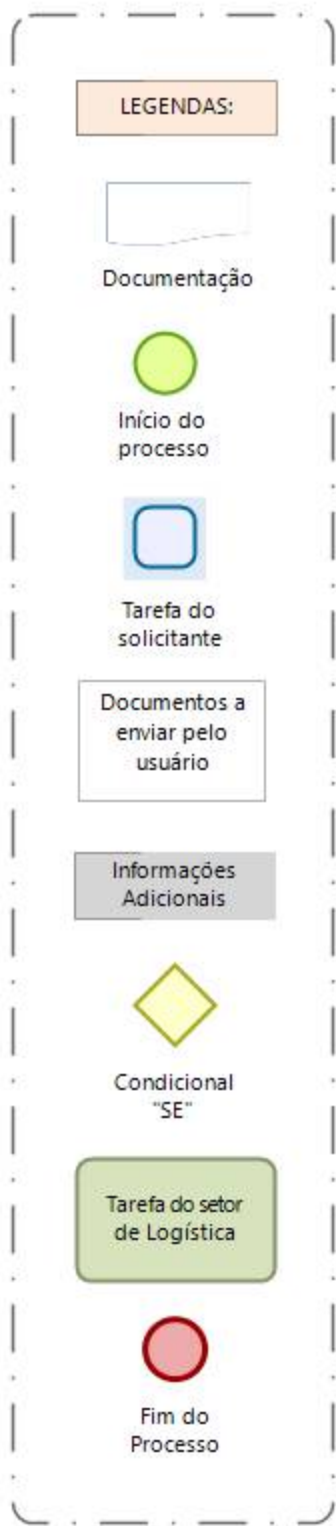 LEGENDAS:
Documentação
Início do
processo
Tarefa do
solicitante
Documentos a
enviar pelo
usuário
Informações
Adicionais
Condicional
"SE"
Tarefa do setor
de Logística
Fim do
Processo